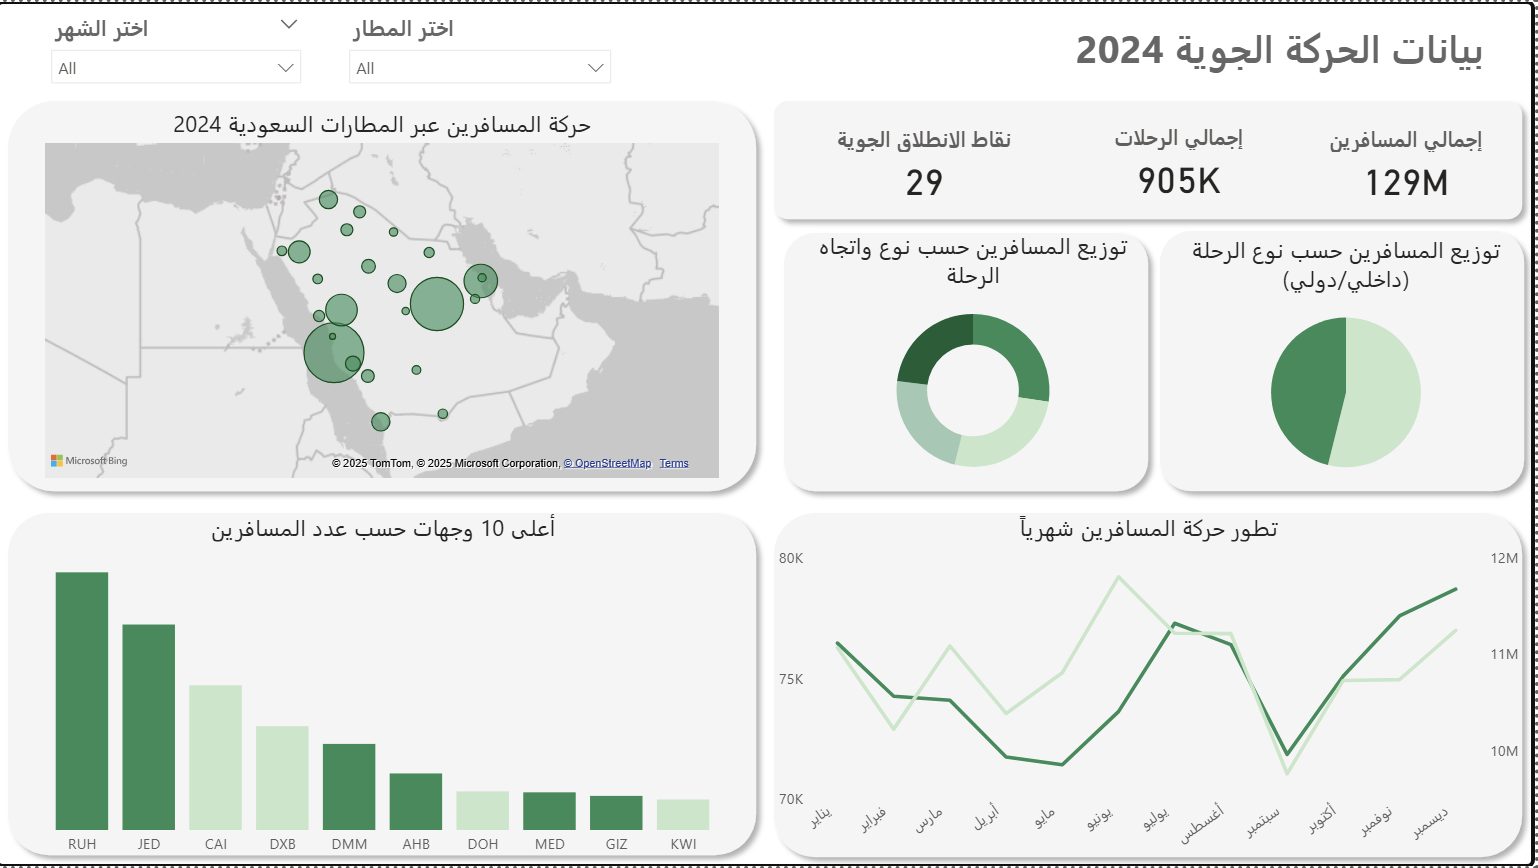 بيانات الحركة الجوية 2024
اختر المطار
All
اختر الشهر
All
إجمالي المسافرين
129M
إجمالي الرحلات
905K
نقاط الانطلاق الجوية
29
حركة المسافرين عبر المطارات السعودية 2024
Microsoft Bing
© 2025 TomTom, © 2025 Microsoft Corporation, © OpenStreetMap Terms
توزيع المسافرين حسب نوع الرحلة
(داخلي/دولي)
توزيع المسافرين حسب نوع واتجاه
الرحلة
تطور حركة المسافرين شهرياً
80K
75K
70K
12M
11M
10M
يناير
فبراير
مارس
أبريل
مايو
يونيو
يوليو
أغسطس
سبتمبر
أكتوبر
نوفمبر
ديسمبر
أعلى 10 وجهات حسب عدد المسافرين
RUH JED CAI DXB DMM AHB DOH MED GIZ KWI